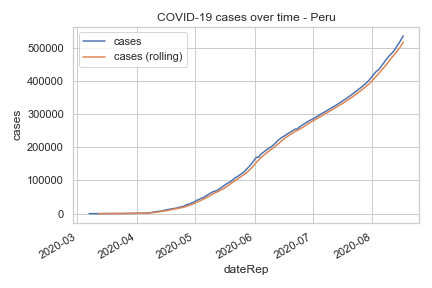 COVID-19 cases over time - Peru
cases
cases (rolling)
500000
400000
300000
200000
100000
0
cases
2020-03
2020-04
2020-05
2020-06
2020-07
2020-08
dateRep